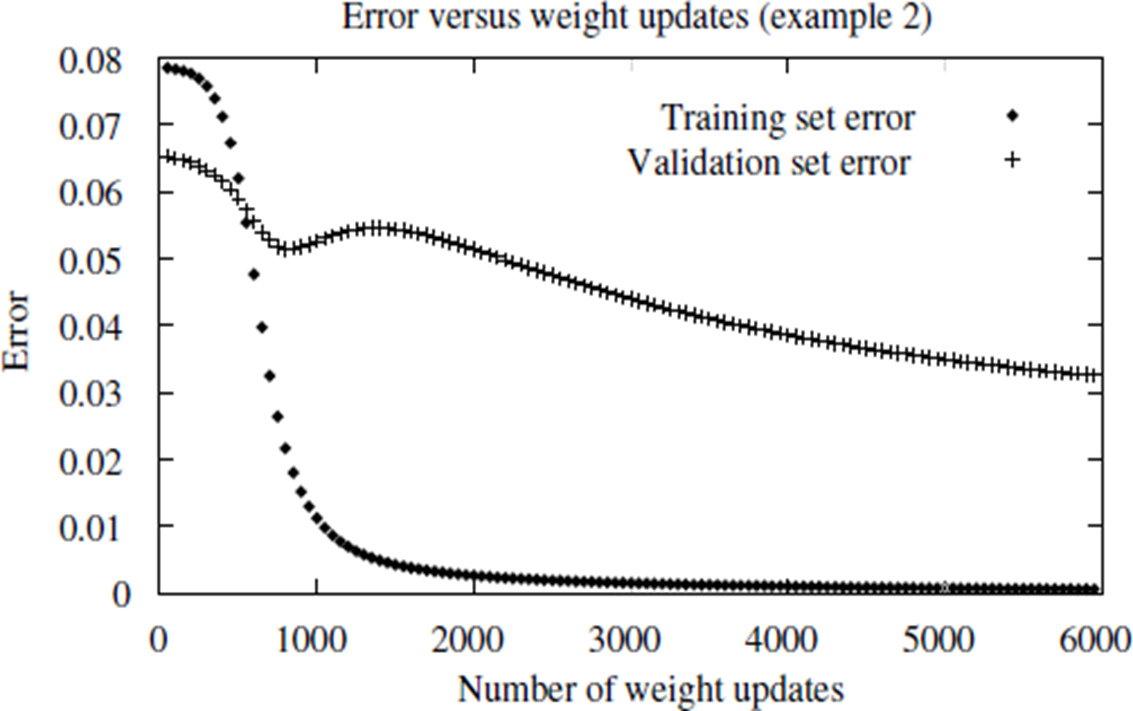 Error versus weight updates (example 2)
0.08
0.07
0.06
0.05
0.04
0.03
0.02
0.01
0
Error
Training set error
Validation set error
0 1000 2000 3000 4000 5000 6000
Number of weight updates